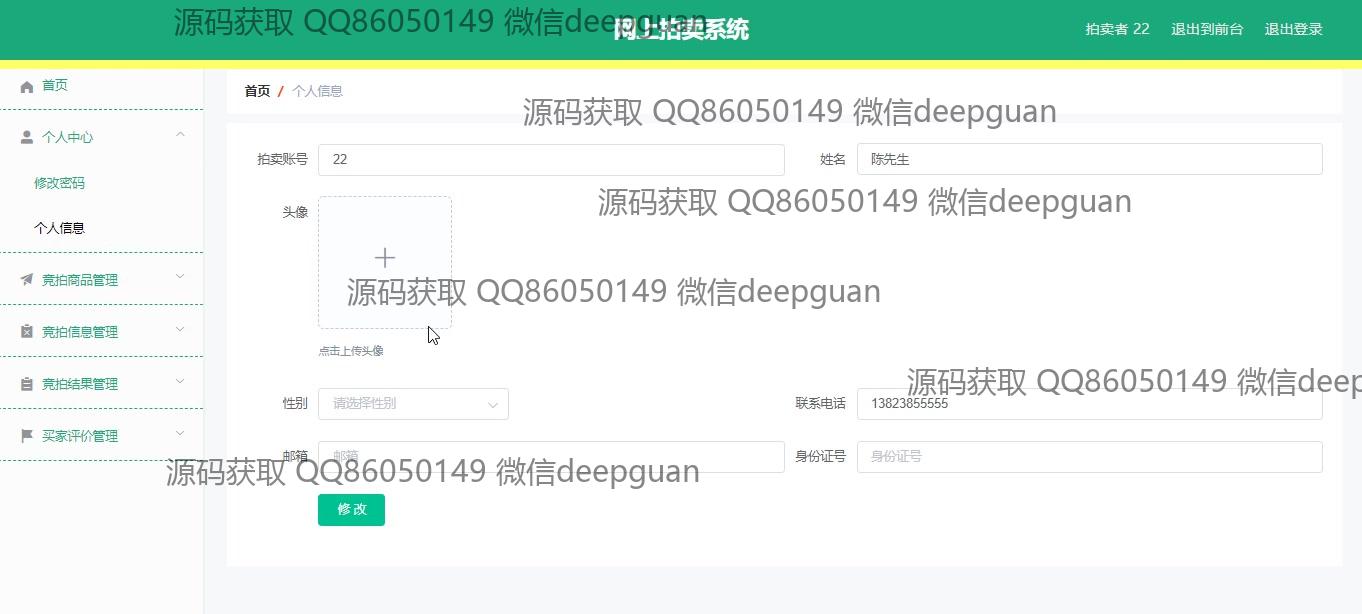 源码获取 QQ86050149 微信deepguan
网上拍卖系统
拍卖者 22 退出到前台 退出登录
首页
个人中心
修改密码
个人信息
竞拍商品管理
竞拍信息管理
竞拍结果管理
买家评价管理
首页 / 个人信息
源码获取 QQ86050149 微信deepguan
拍卖账号 22 姓名 陈先生
源码获取 QQ86050149 微信deepguan
头像
源码获取 QQ86050149 微信deepguan
点击上传头像
源码获取 QQ86050149 微信deep
性别 请选择性别 联系电话 13823855555
邮箱 邮箱 身份证号 身份证号
源码获取 QQ86050149 微信deepguan
修改